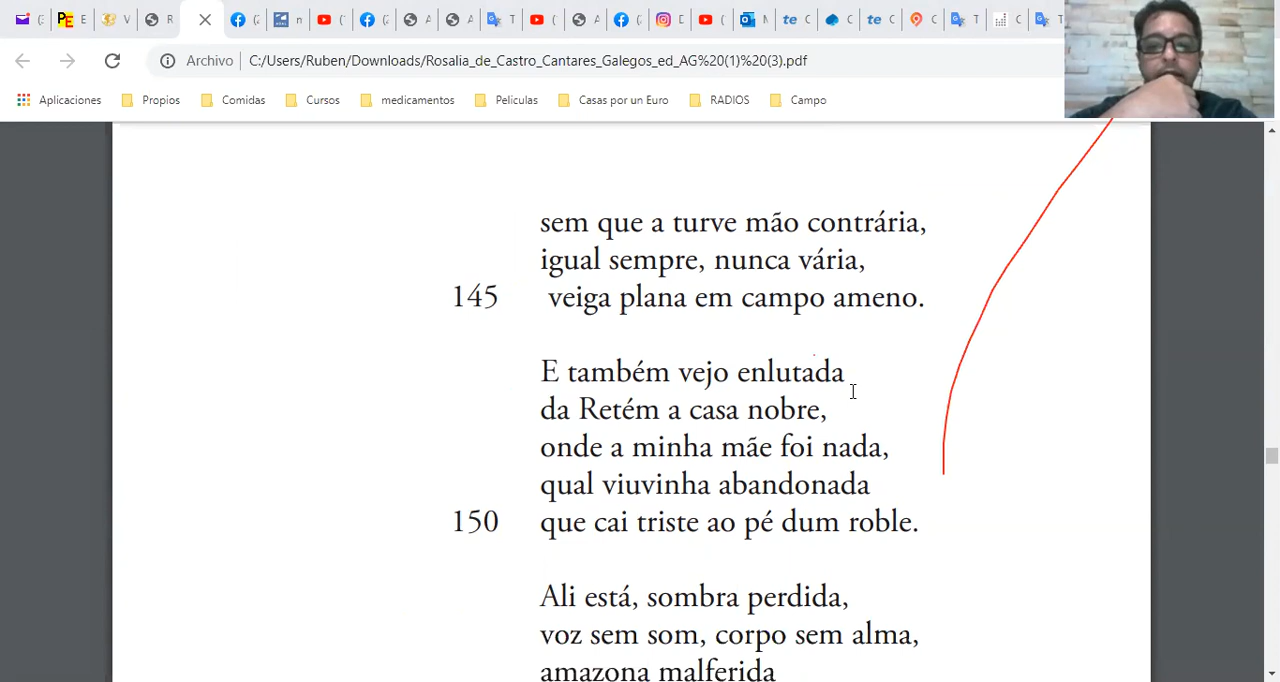 Archivo C:/Users/Ruben/Downloads/Rosalia_de_Castro_Cantares_Galegos_ed_AG%20(1)%20(3).pdf
Aplicaciones Propios Comidas Cursos medicamentos Peliculas Casas por un Euro RADIOS Campo
sem que a turve mão contrária,
igual sempre, nunca vária,
145 veiga plana em campo ameno.
E também vejo enlutada
da Retém a casa nobre,
onde a minha mãe foi nada,
qual viuvinha abandonada
150 que cai triste ao pé dum roble.
Ali está, sombra perdida,
voz sem som, corpo sem alma,
amazona malferida